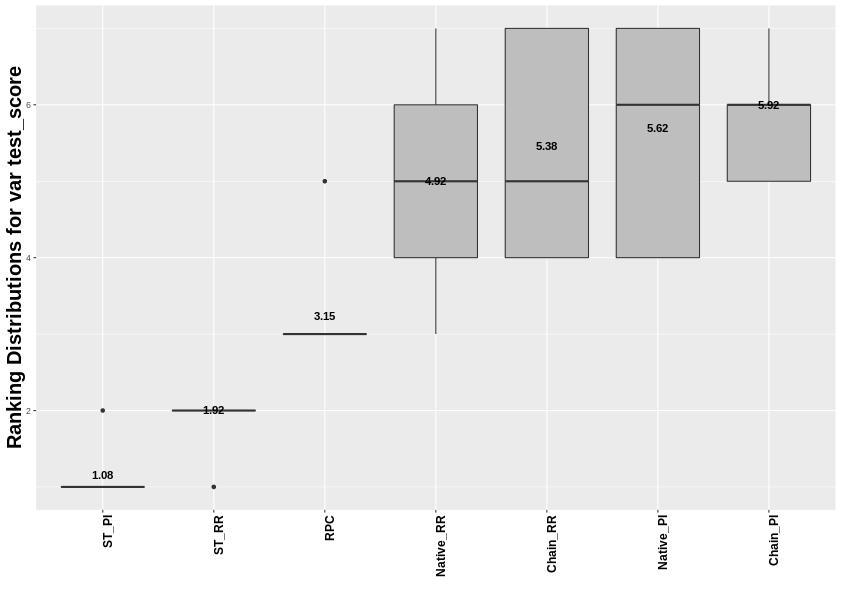 Ranking Distributions for var test_score
6
4
2
1.08
1.92
3.15
4.92
5.38
5.62
5.92
ST_PI
ST_RR
RPC
Native_RR
Chain_RR
Native_PI
Chain_PI